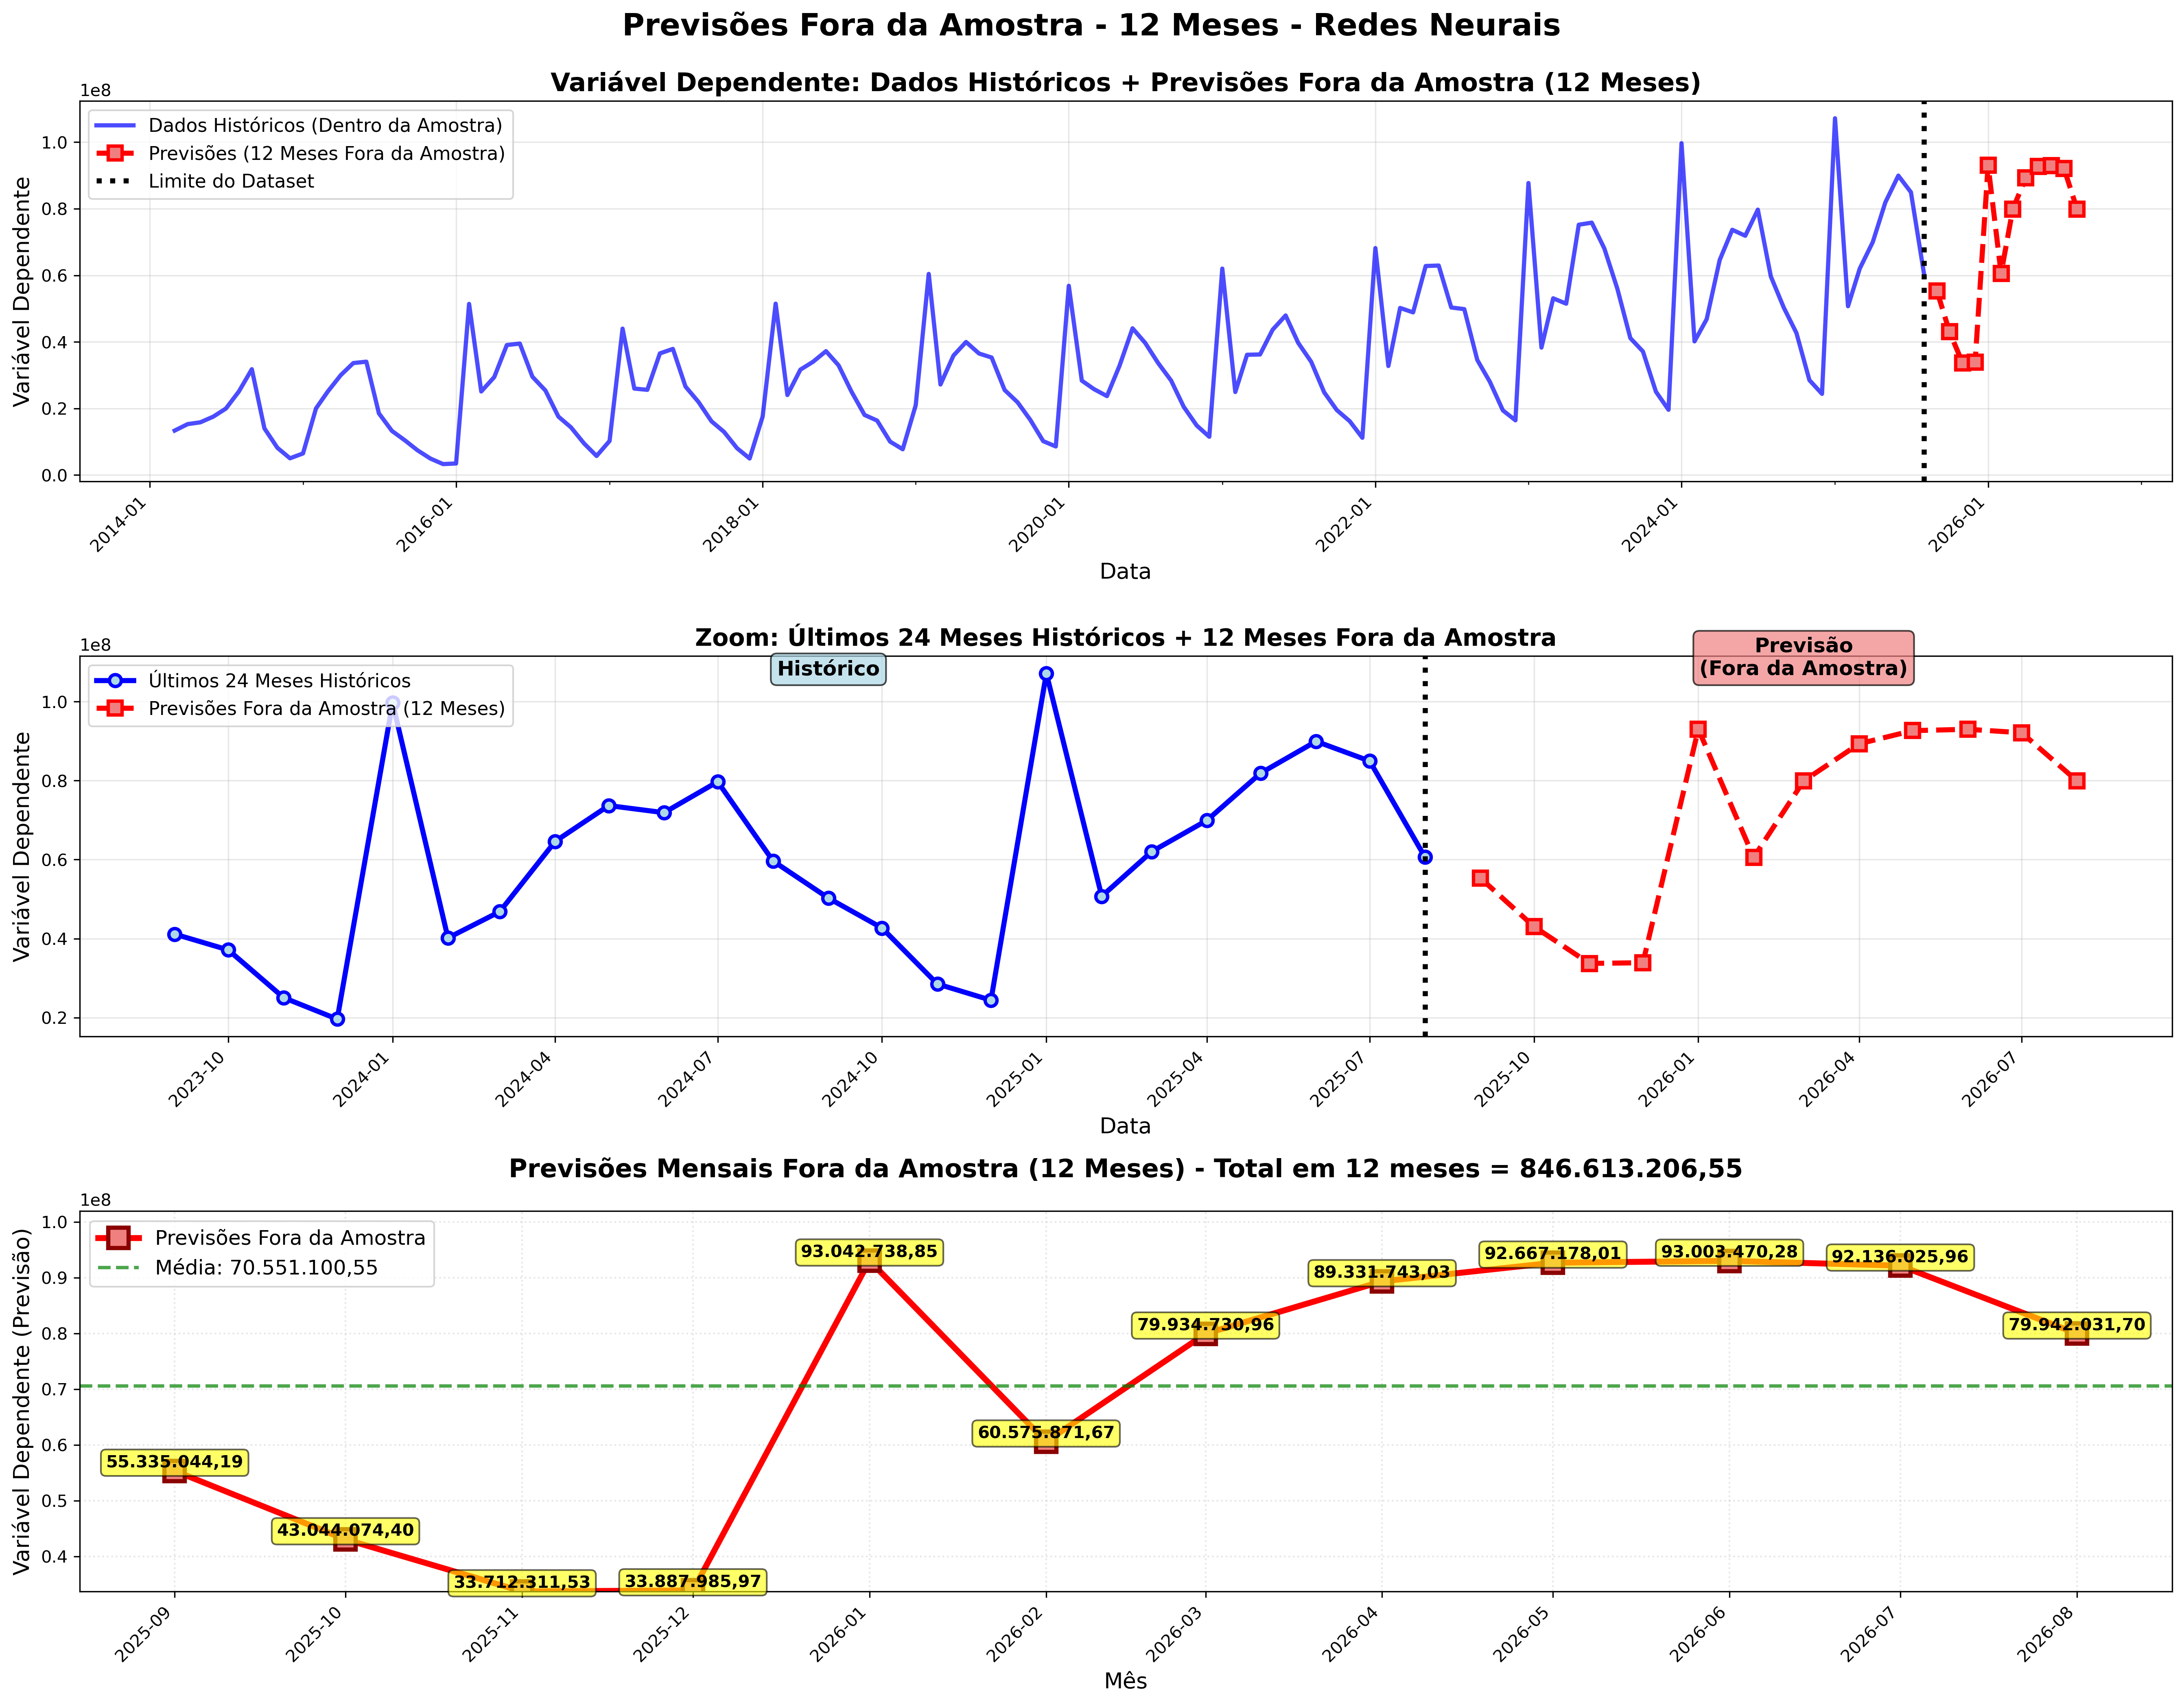 Previsões Fora da Amostra - 12 Meses - Redes Neurais
Variável Dependente: Dados Históricos + Previsões Fora da Amostra (12 Meses)
1e8
Dados Históricos (Dentro da Amostra)
Previsões (12 Meses Fora da Amostra)
Limite do Dataset
Variável Dependente
1.0
0.8
0.6
0.4
0.2
0.0
2014-01
2016-01
2018-01
2020-01
2022-01
2024-01
2026-01
Data
Zoom: Últimos 24 Meses Históricos + 12 Meses Fora da Amostra
1e8
Histórico
Previsão
(Fora da Amostra)
Últimos 24 Meses Históricos
Previsões Fora da Amostra (12 Meses)
Variável Dependente
1.0
0.8
0.6
0.4
0.2
2023-10
2024-01
2024-04
2024-07
2024-10
2025-01
2025-04
2025-07
2025-10
2026-01
2026-04
2026-07
Data
Previsões Mensais Fora da Amostra (12 Meses) - Total em 12 meses = 846.613.206,55
1e8
Previsões Fora da Amostra
Média: 70.551.100,55
Variável Dependente (Previsão)
1.0
0.9
0.8
0.7
0.6
0.5
0.4
55.335.044,19
43.044.074,40
33.712.311,53
33.887.985,97
93.042.738,85
60.575.871,67
79.934.730,96
89.331.743,03
92.667.178,01
93.003.470,28
92.136.025,96
79.942.031,70
2025-09
2025-10
2025-11
2025-12
2026-01
2026-02
2026-03
2026-04
2026-05
2026-06
2026-07
2026-08
Mês